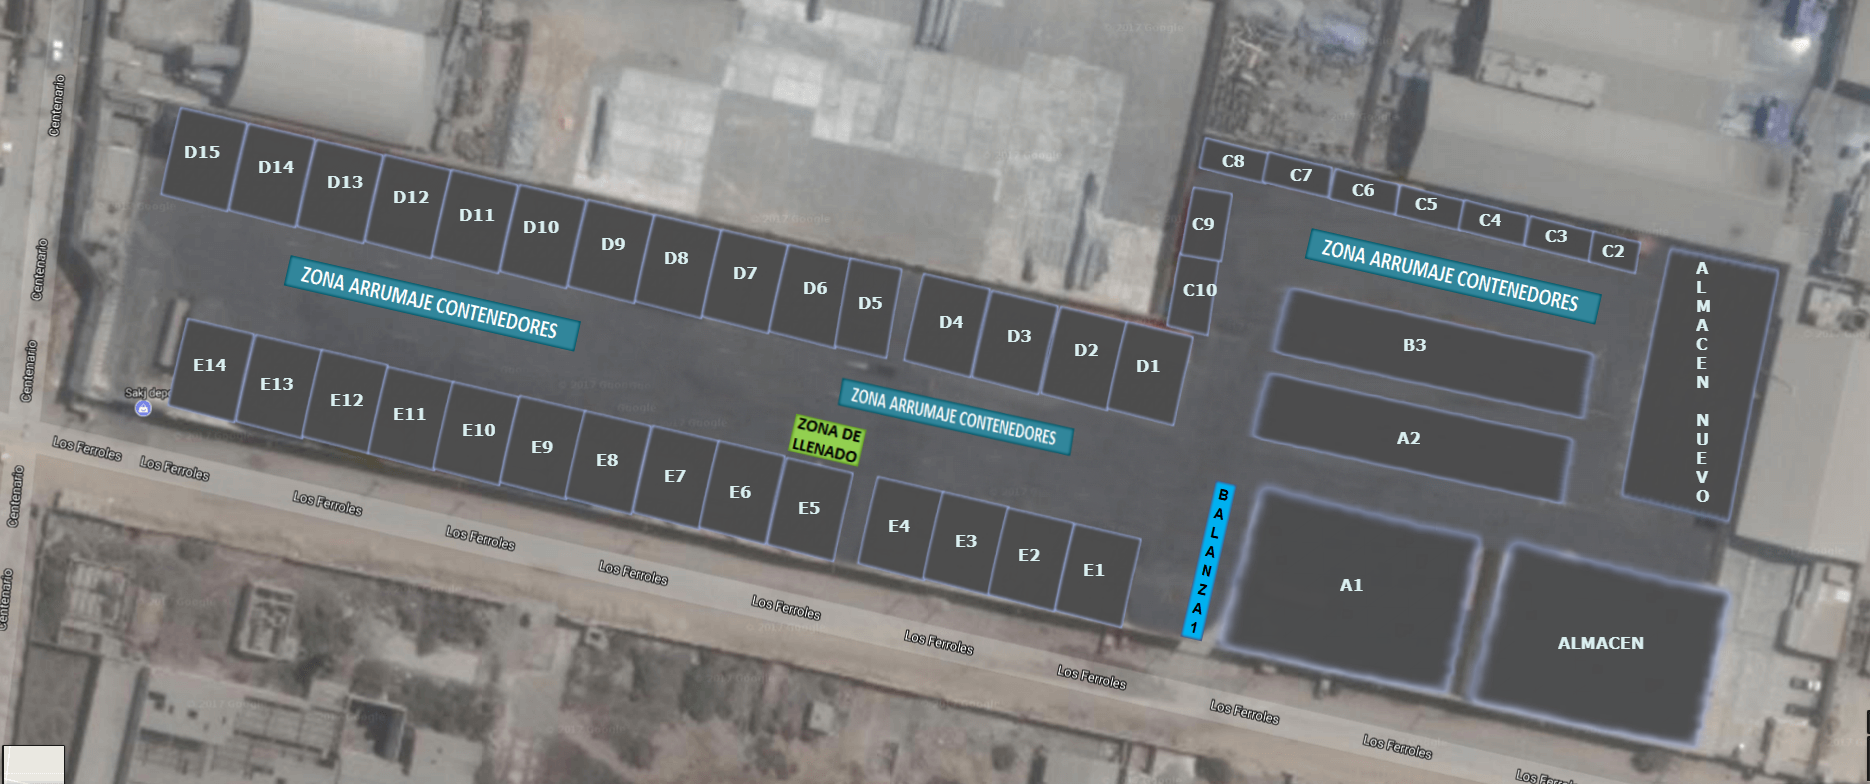 Centenario
D15
D14
D13
D12
D11
D10
D9
D8
D7
D6
D5
D4
D3
D2
D1
C8
C7
C6
C5
C4
C3
C2
C9
C10
ZONA ARRUMAJE CONTENEDORES
ZONA ARRUMAJE CONTENEDORES
ZONA ARRUMAJE CONTENEDORES
ALMACEN NUEVO
B3
A2
A1
ALMACEN
BALANZA1
ZONA DE
LLENADO
E14
E13
E12
E11
E10
E9
E8
E7
E6
E5
E4
E3
E2
E1
Centenario
Centenario
Centenario
Centenario
Los Ferroles
Los Ferroles
Los Ferroles
Los Ferroles
Los Ferroles
Los Ferroles
Los Ferroles
Los Ferroles
Los Ferroles
Los Ferroles
© 2017 Google